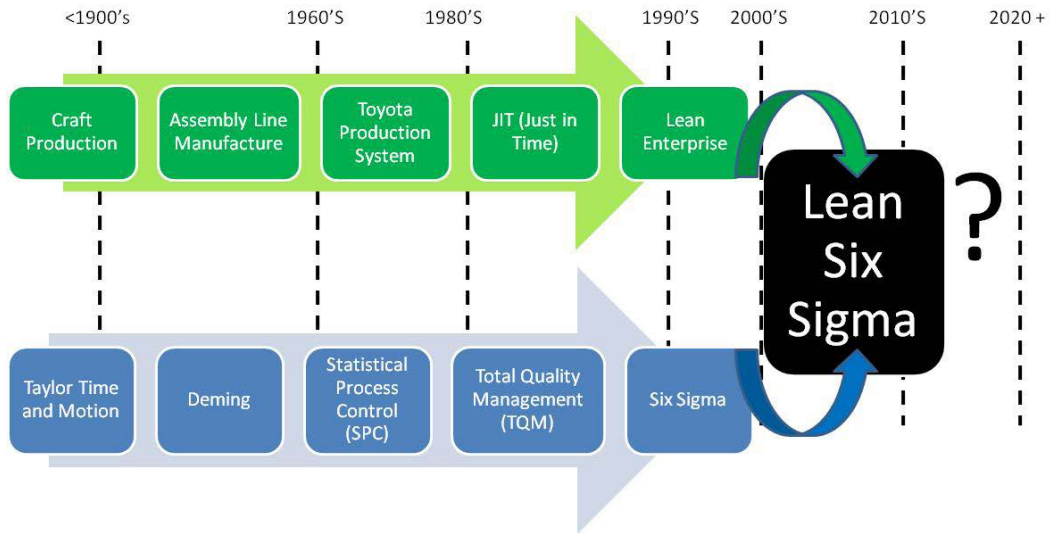 <1900's 1960'S 1980's 1990'S 2000's 2010's 2020 +
Craft
Production
Assembly Line
Manufacture
Toyota
Production
System
JIT (Just in
Time)
Lean
Enterprise
Lean
Six
Sigma
?
Taylor Time
and Motion
Deming
Statistical
Process
Control
(SPC)
Total Quality
Management
(TQM)
Six Sigma